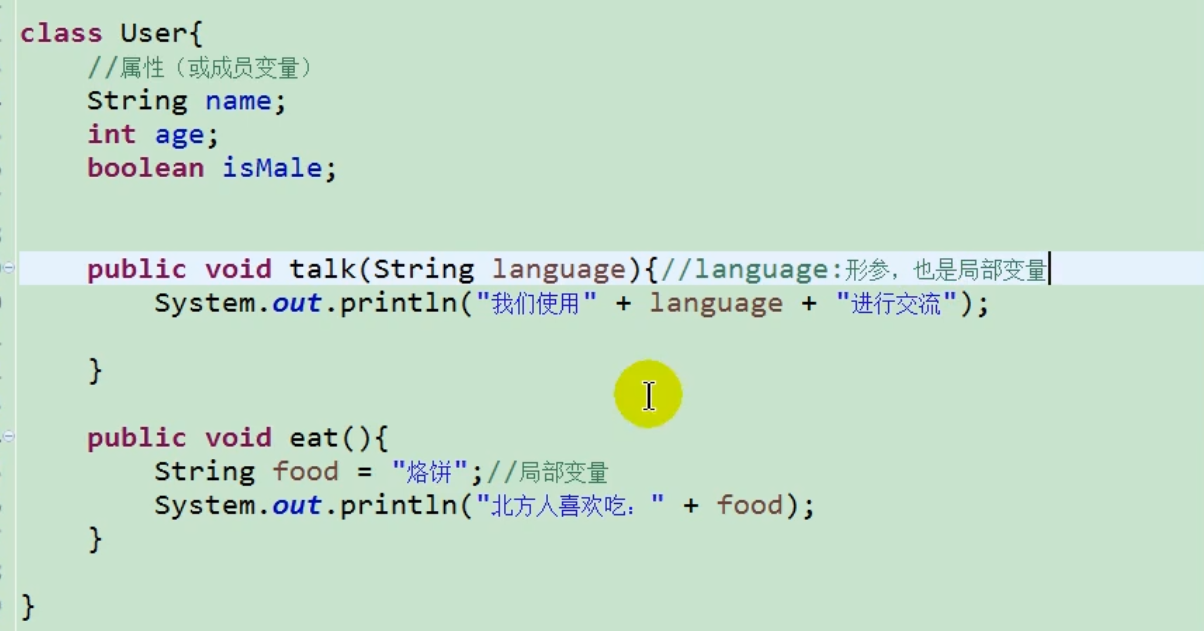 class User{
//属性（或成员变量）
String name;
int age;
boolean isMale;
public void talk(String language){//language:形参，也是局部变量
System.out.println("我们使用" + language + "进行交流");
}
public void eat(){
String food = "烙饼";//局部变量
System.out.println("北方人喜欢吃：" + food);
}
}